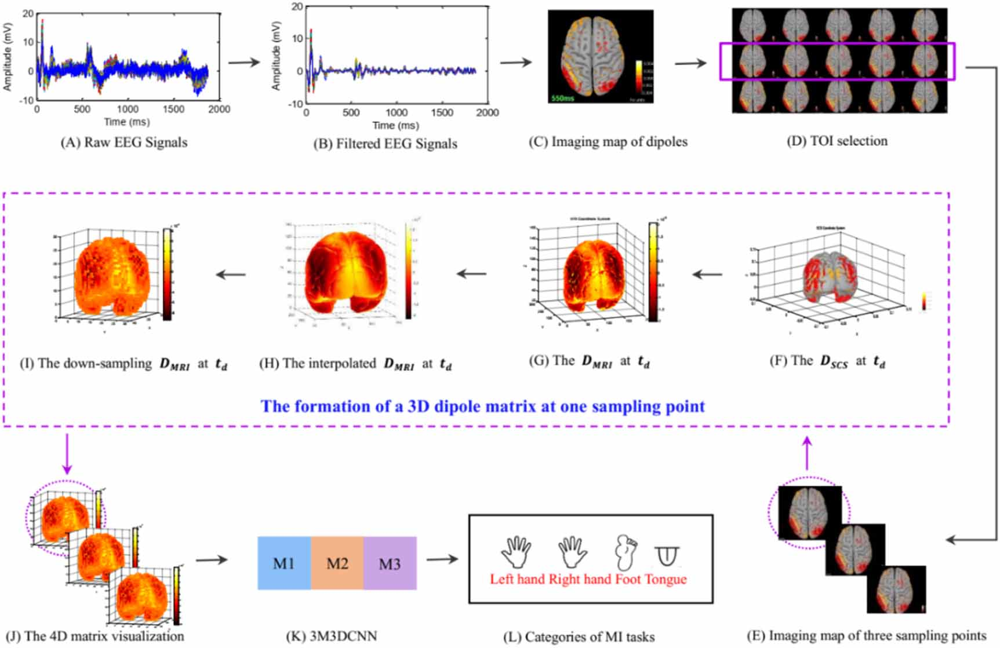 20
10
0
-10
Amplitude (mV)
0 500 1000 1500 2000
Time (ms)
(A) Raw EEG Signals
20
10
0
-10
Amplitude (mV)
0 500 1000 1500 2000
Time (ms)
(B) Filtered EEG Signals
550ms
(C) Imaging map of dipoles
(D) TOI selection
(I) The down-sampling D_MRI at t_d
(H) The interpolated D_MRI at t_d
(G) The D_MRI at t_d
(F) The D_SCS at t_d
The formation of a 3D dipole matrix at one sampling point
(J) The 4D matrix visualization
M1 M2 M3
(K) 3M3DCNN
Left hand Right hand Foot Tongue
(L) Categories of MI tasks
(E) Imaging map of three sampling points